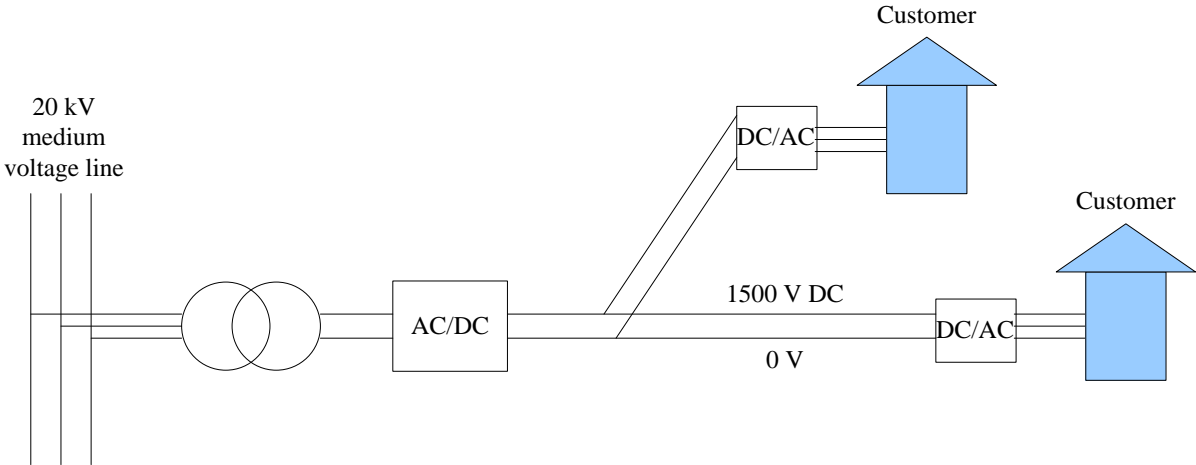 20 kV
medium
voltage line
AC/DC
Customer
DC/AC
1500 V DC
0 V
Customer
DC/AC